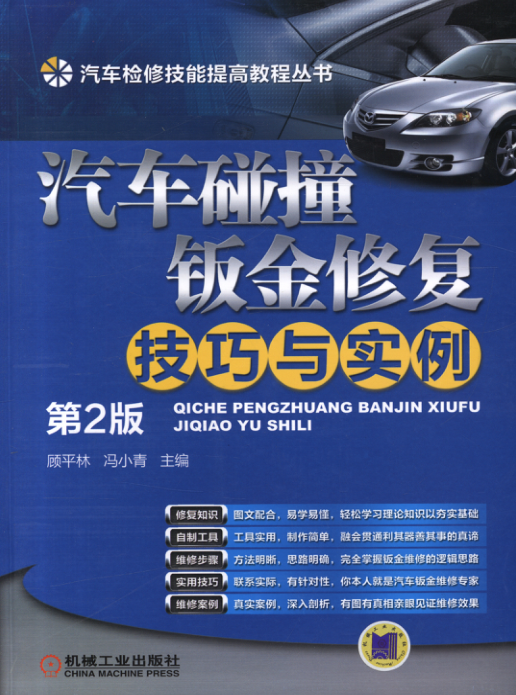 汽车检修技能提高教程丛书
汽车碰撞
钣金修复
技巧与实例
第2版
QICHE PENGZHUANG BANJIN XIUFU
JIQIAO YU SHILI
顾平林 冯小青 主编
修复知识 图文配合，易学易懂，轻松学习理论知识以夯实基础
自制工具 工具实用，制作简单，融会贯通利其器善其事的真谛
维修步骤 方法明晰，思路明确，完全掌握钣金维修的逻辑思路
实用技巧 联系实际，有针对性，你本人就是汽车钣金维修专家
维修案例 真实案例，深入剖析，有图有真相亲眼见证维修效果
机械工业出版社
CHINA MACHINE PRESS